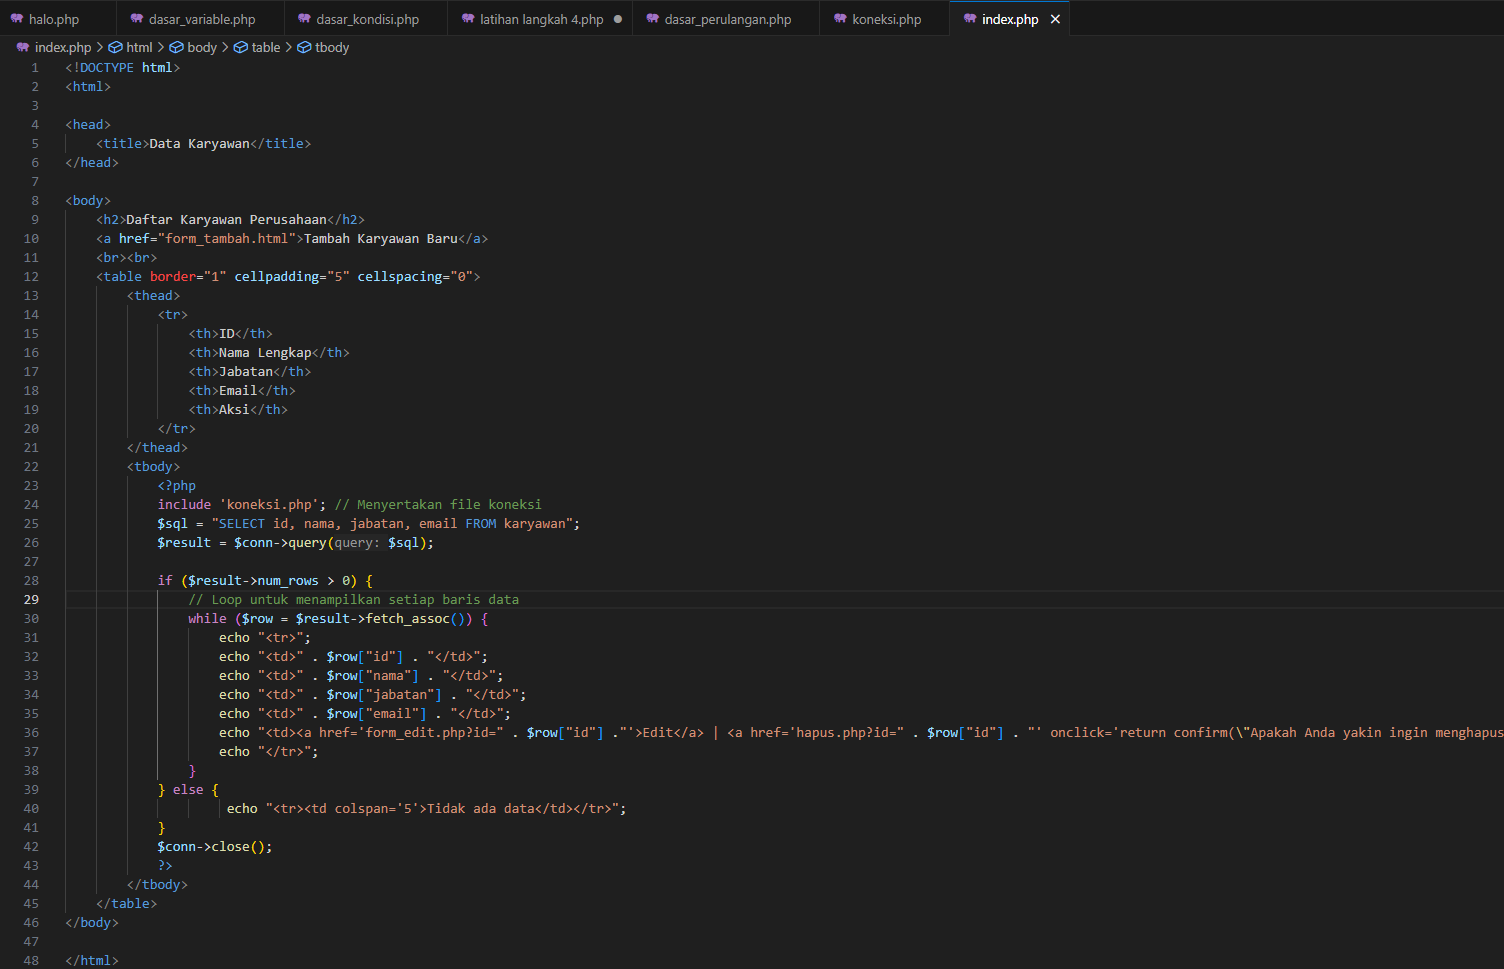 halo.php dasar_variable.php dasar_kondisi.php latihan langkah 4.php dasar_perulangan.php koneksi.php index.php
index.php > html > body > table > tbody
1 <!DOCTYPE html>
2 <html>
3
4 <head>
5 <title>Data Karyawan</title>
6 </head>
7
8 <body>
9 <h2>Daftar Karyawan Perusahaan</h2>
10 <a href="form_tambah.html">Tambah Karyawan Baru</a>
11 <br><br>
12 <table border="1" cellpadding="5" cellspacing="0">
13 <thead>
14 <tr>
15 <th>ID</th>
16 <th>Nama Lengkap</th>
17 <th>Jabatan</th>
18 <th>Email</th>
19 <th>Aksi</th>
20 </tr>
21 </thead>
22 <tbody>
23 <?php
24 include 'koneksi.php'; // Menyertakan file koneksi
25 $sql = "SELECT id, nama, jabatan, email FROM karyawan";
26 $result = $conn->query(query: $sql);
27
28 if ($result->num_rows > 0) {
29 // Loop untuk menampilkan setiap baris data
30 while ($row = $result->fetch_assoc()) {
31 echo "<tr>";
32 echo "<td>" . $row["id"] . "</td>";
33 echo "<td>" . $row["nama"] . "</td>";
34 echo "<td>" . $row["jabatan"] . "</td>";
35 echo "<td>" . $row["email"] . "</td>";
36 echo "<td><a href='form_edit.php?id=" . $row["id"] ."'>Edit</a> | <a href='hapus.php?id=" . $row["id"] . "' onclick='return confirm(\"Apakah Anda yakin ingin menghapus
37 echo "</tr>";
38 }
39 } else {
40 echo "<tr><td colspan='5'>Tidak ada data</td></tr>";
41 }
42 $conn->close();
43 ?>
44 </tbody>
45 </table>
46 </body>
47
48 </html>